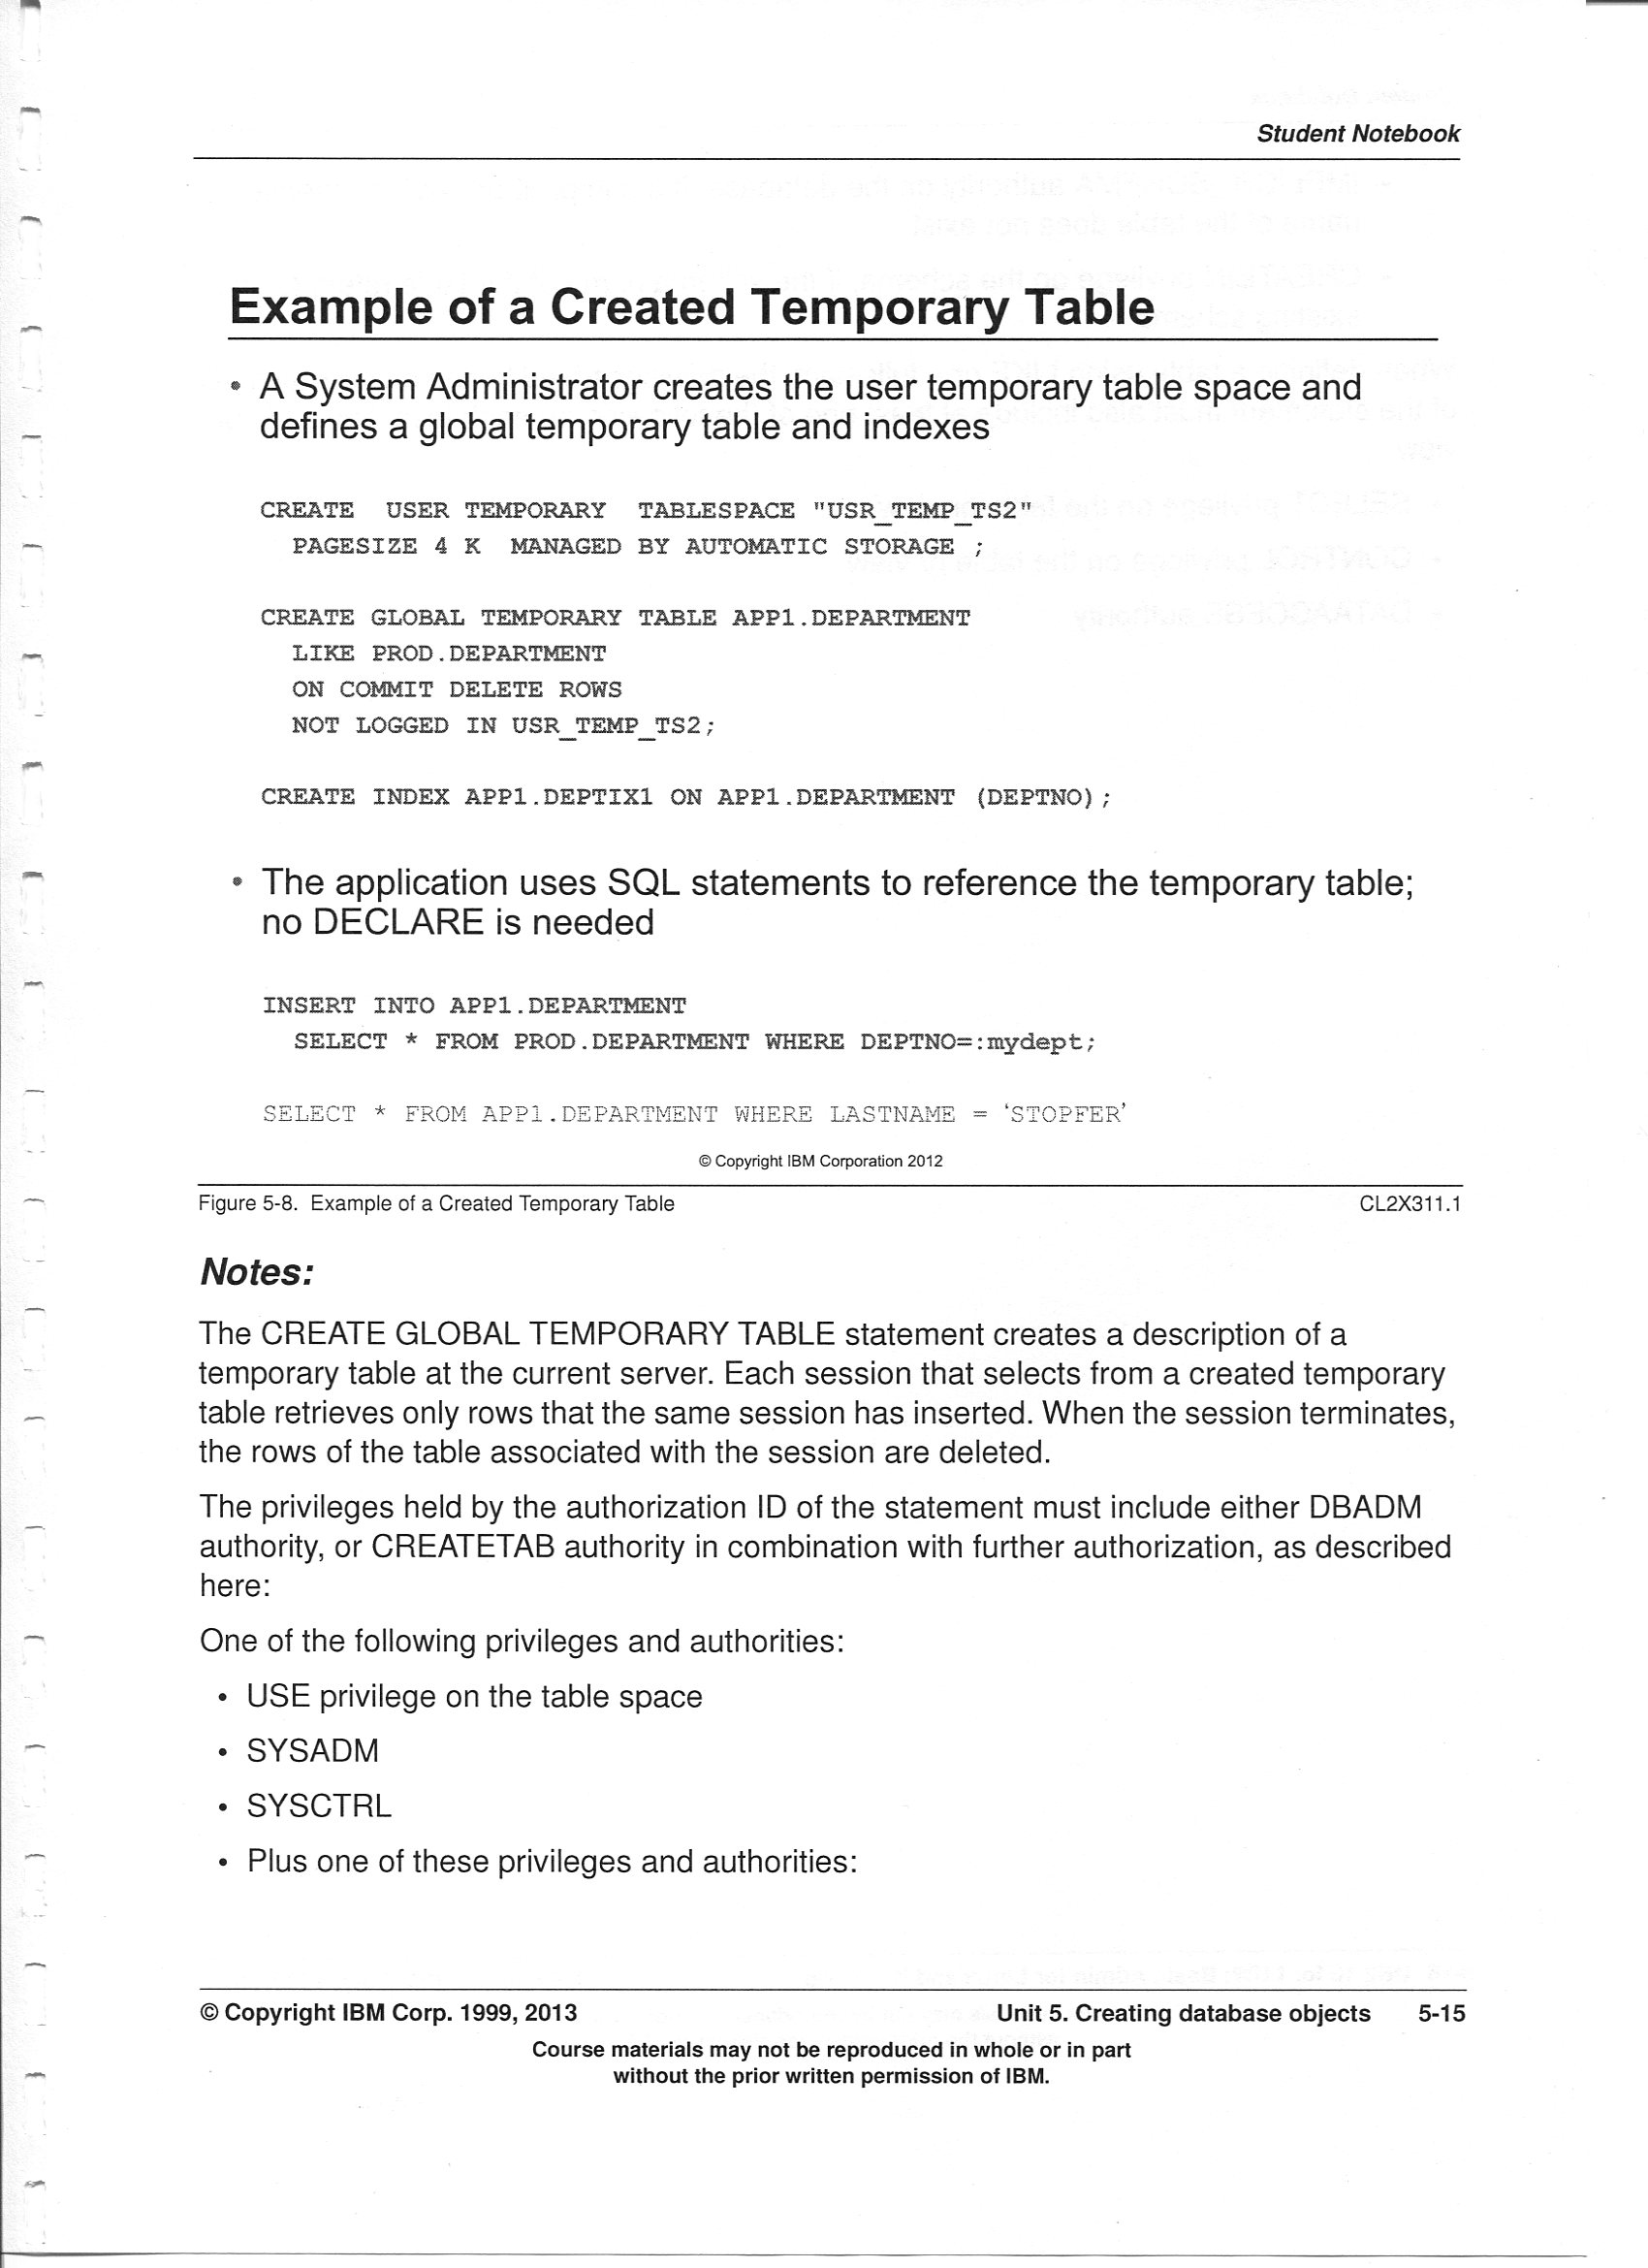 Student Notebook
Example of a Created Temporary Table
• A System Administrator creates the user temporary table space and
defines a global temporary table and indexes
CREATE  USER TEMPORARY  TABLESPACE "USR_TEMP_TS2"
PAGESIZE 4 K  MANAGED BY AUTOMATIC STORAGE ;
CREATE GLOBAL TEMPORARY TABLE APP1.DEPARTMENT
LIKE PROD.DEPARTMENT
ON COMMIT DELETE ROWS
NOT LOGGED IN USR_TEMP_TS2;
CREATE INDEX APP1.DEPTIX1 ON APP1.DEPARTMENT (DEPTNO);
• The application uses SQL statements to reference the temporary table;
no DECLARE is needed
INSERT INTO APP1.DEPARTMENT
SELECT * FROM PROD.DEPARTMENT WHERE DEPTNO=:mydept;
SELECT * FROM APP1.DEPARTMENT WHERE LASTNAME = ‘STOPFER’
© Copyright IBM Corporation 2012
Figure 5-8. Example of a Created Temporary Table CL2X311.1
Notes:
The CREATE GLOBAL TEMPORARY TABLE statement creates a description of a
temporary table at the current server. Each session that selects from a created temporary
table retrieves only rows that the same session has inserted. When the session terminates,
the rows of the table associated with the session are deleted.
The privileges held by the authorization ID of the statement must include either DBADM
authority, or CREATETAB authority in combination with further authorization, as described
here:
One of the following privileges and authorities:
• USE privilege on the table space
• SYSADM
• SYSCTRL
• Plus one of these privileges and authorities:
© Copyright IBM Corp. 1999, 2013 Unit 5. Creating database objects 5-15
Course materials may not be reproduced in whole or in part
without the prior written permission of IBM.